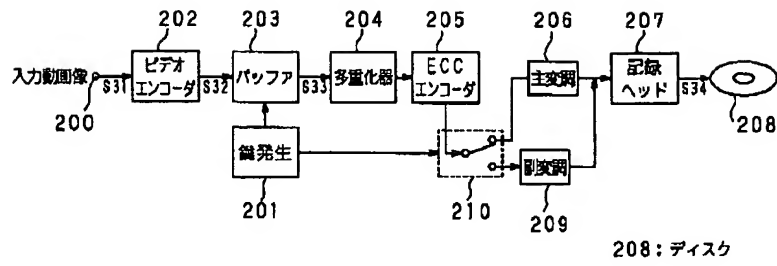 202 203 204 205 206 207
入力動画像 S31 ビデオエンコーダ S32 バッファ S33 多重化器 ECCエンコーダ 主変調 記録ヘッド S34
200 208
鍵発生 副変調
201 210 209
208;ディスク